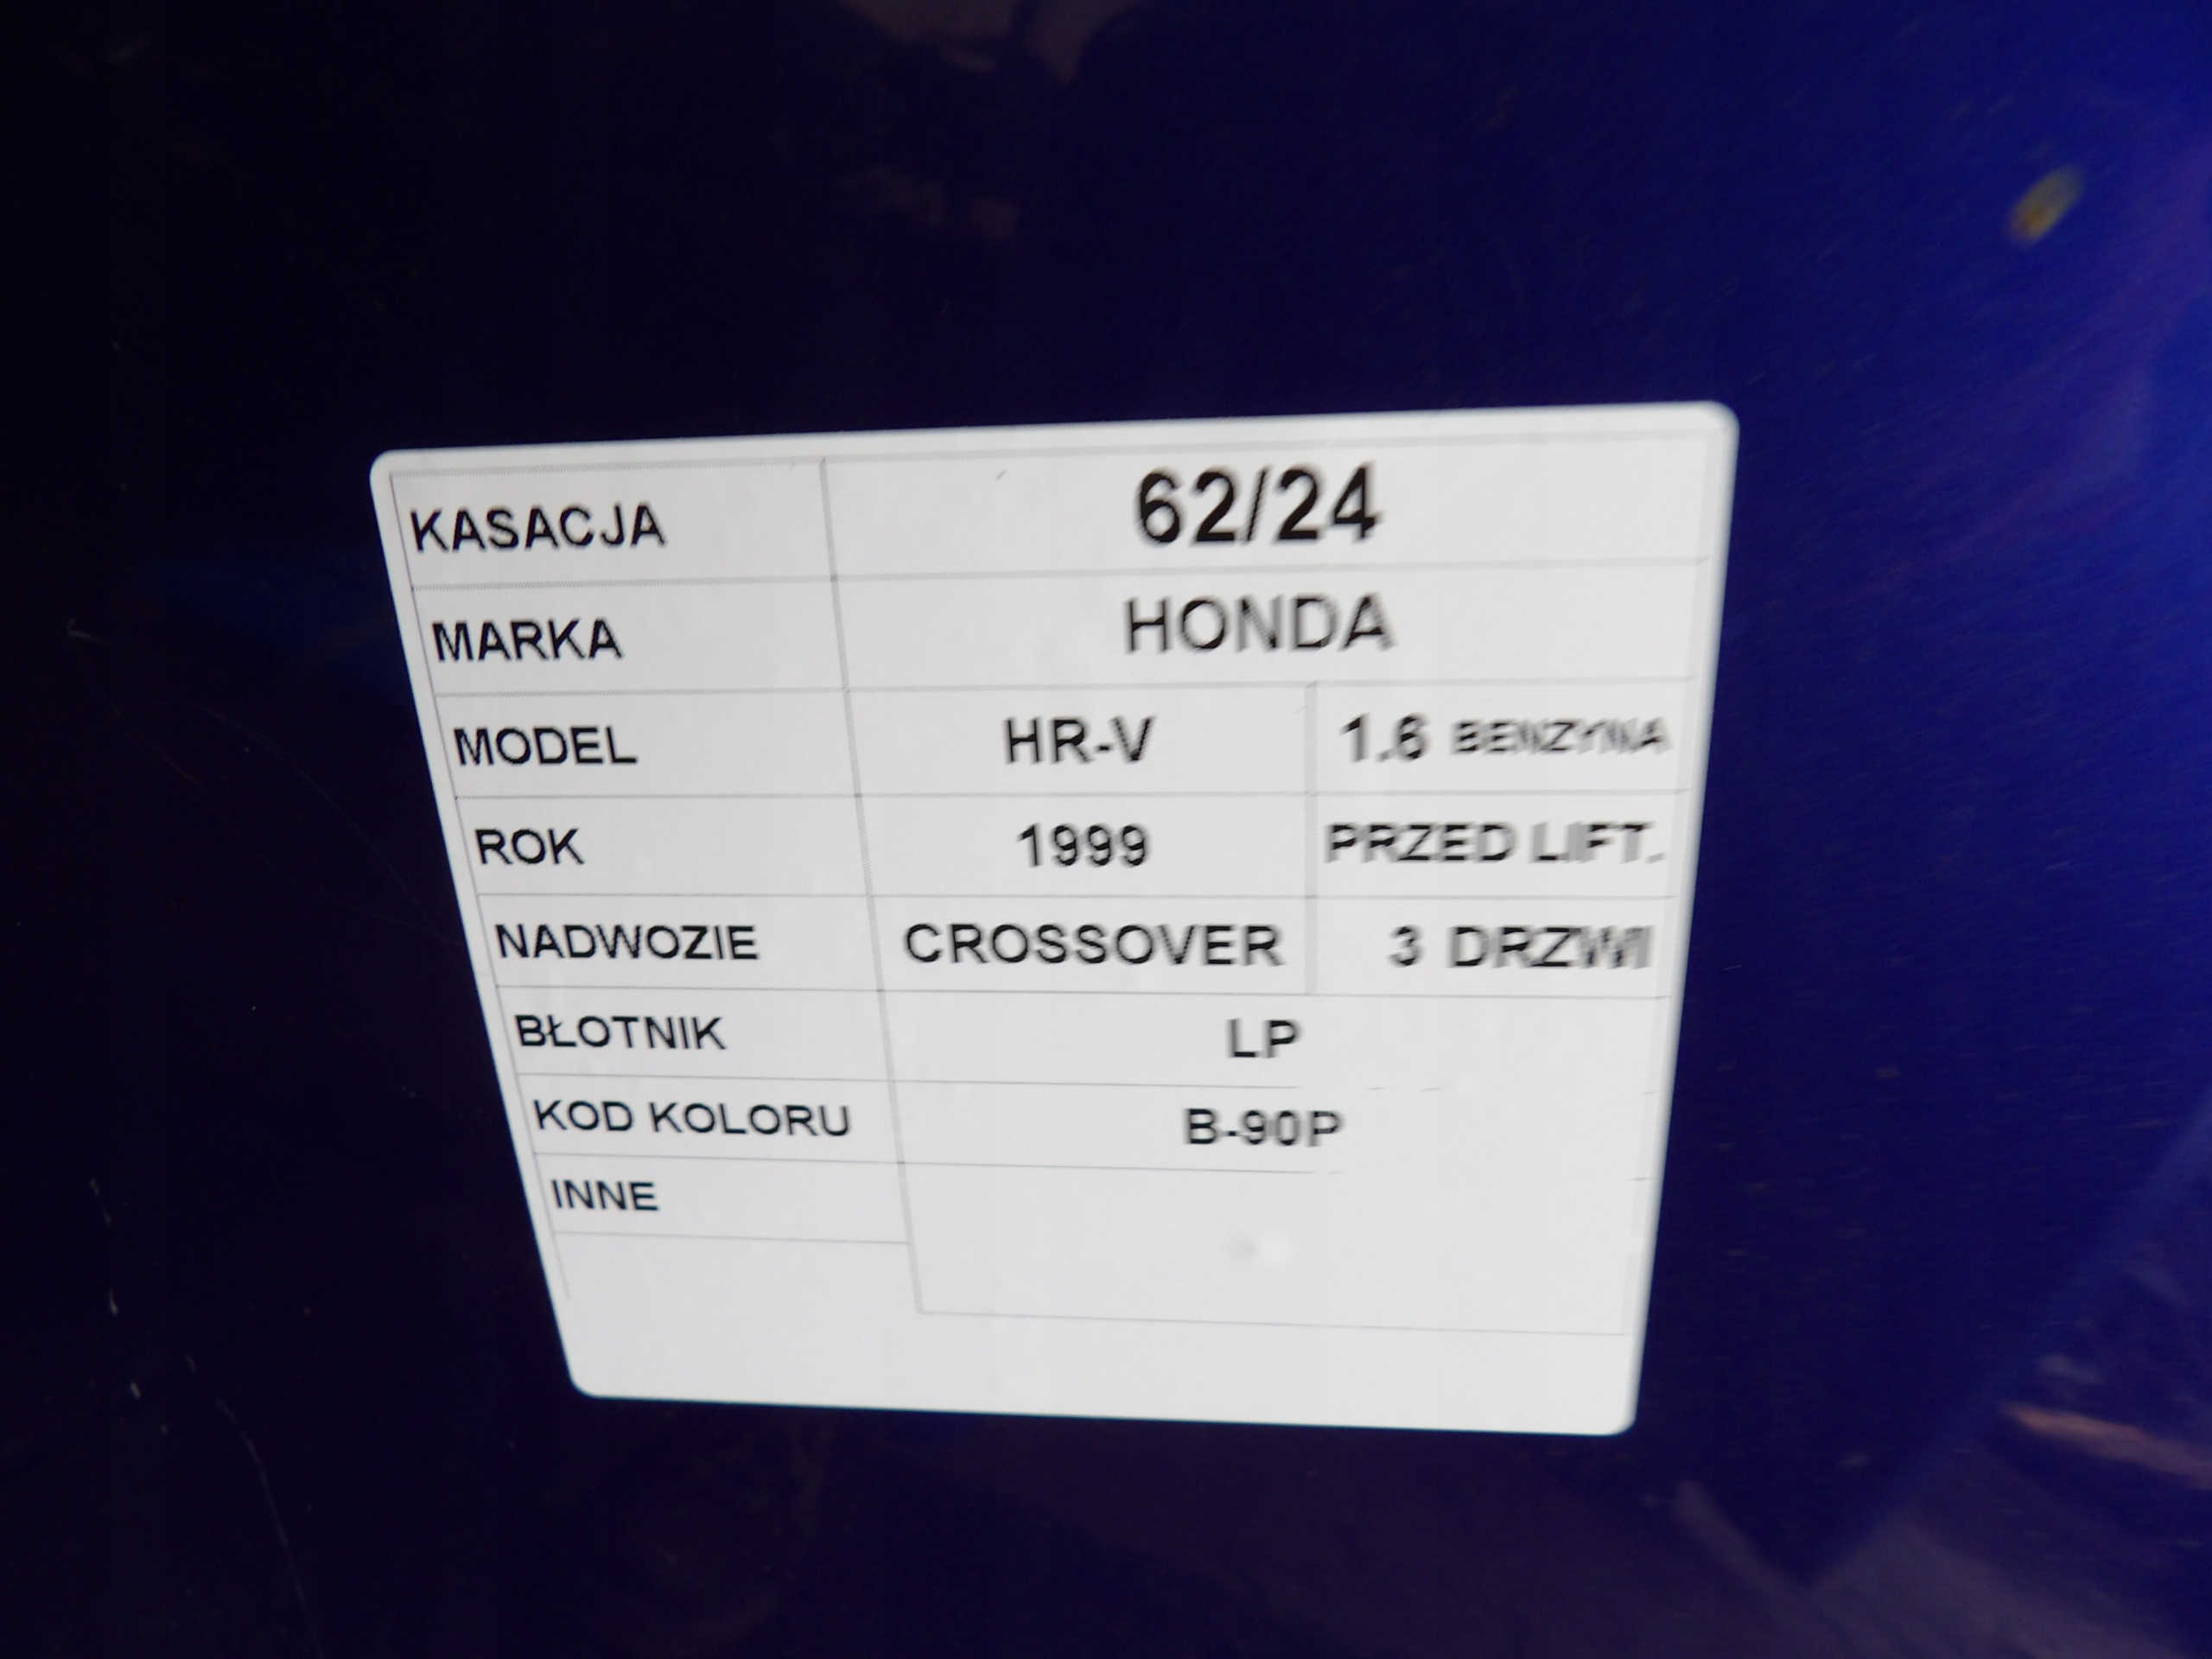 KASACJA 62/24
MARKA HONDA
MODEL HR-V 1.6 BENZYNA
ROK 1999 PRZED LIFT.
NADWOZIE CROSSOVER 3 DRZWI
BŁOTNIK LP
KOD KOLORU B-90P
INNE